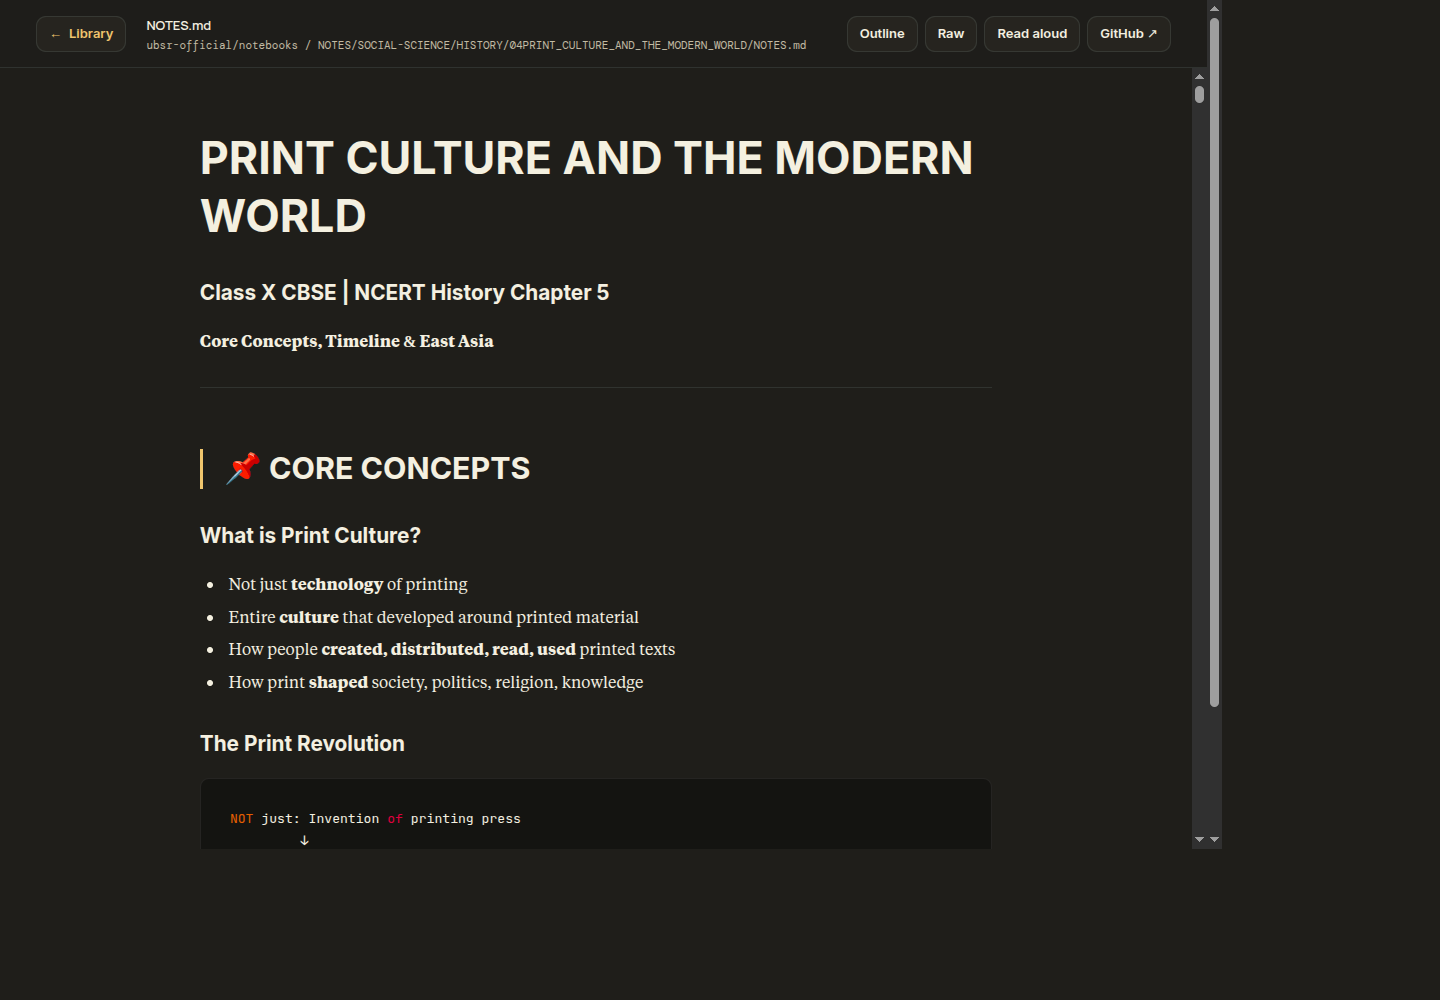 ← Library
NOTES.md
ubsr-official/notebooks / NOTES/SOCIAL-SCIENCE/HISTORY/04PRINT_CULTURE_AND_THE_MODERN_WORLD/NOTES.md
Outline
Raw
Read aloud
GitHub ↗
PRINT CULTURE AND THE MODERN
WORLD
Class X CBSE | NCERT History Chapter 5
Core Concepts, Timeline & East Asia
📌 CORE CONCEPTS
What is Print Culture?
• Not just technology of printing
• Entire culture that developed around printed material
• How people created, distributed, read, used printed texts
• How print shaped society, politics, religion, knowledge
The Print Revolution
NOT just: Invention of printing press
↓